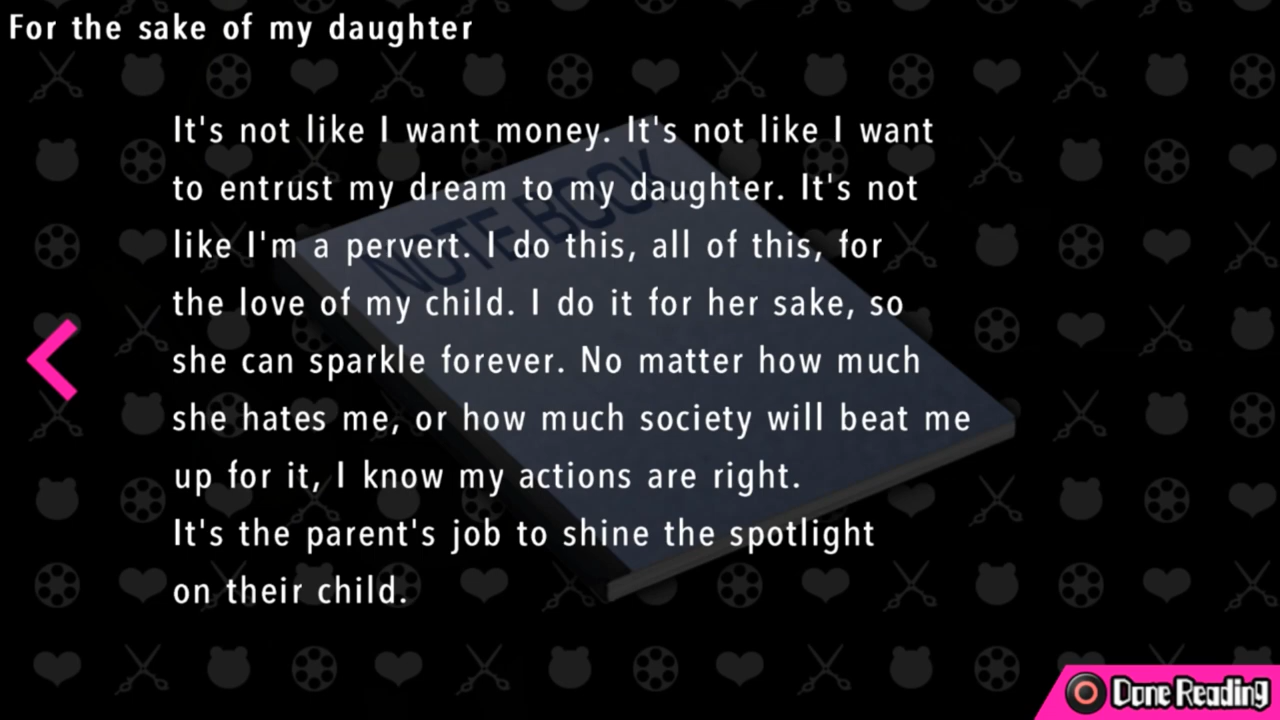 For the sake of my daughter
It's not like I want money. It's not like I want
to entrust my dream to my daughter. It's not
like I'm a pervert. I do this, all of this, for
the love of my child. I do it for her sake, so
she can sparkle forever. No matter how much
she hates me, or how much society will beat me
up for it, I know my actions are right.
It's the parent's job to shine the spotlight
on their child.
NOTE BOOK
Done Reading